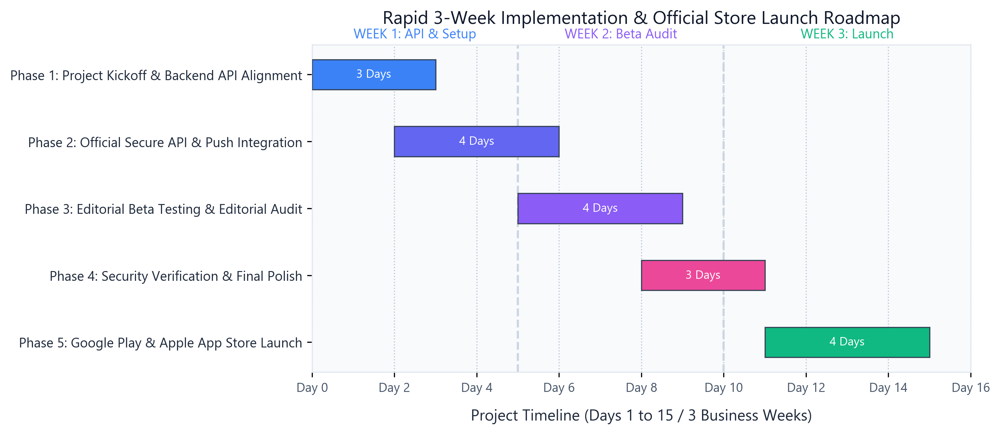 Rapid 3-Week Implementation & Official Store Launch Roadmap
WEEK 1: API & Setup
WEEK 2: Beta Audit
WEEK 3: Launch
Phase 1: Project Kickoff & Backend API Alignment
3 Days
Phase 2: Official Secure API & Push Integration
4 Days
Phase 3: Editorial Beta Testing & Editorial Audit
4 Days
Phase 4: Security Verification & Final Polish
3 Days
Phase 5: Google Play & Apple App Store Launch
4 Days
Day 0
Day 2
Day 4
Day 6
Day 8
Day 10
Day 12
Day 14
Day 16
Project Timeline (Days 1 to 15 / 3 Business Weeks)